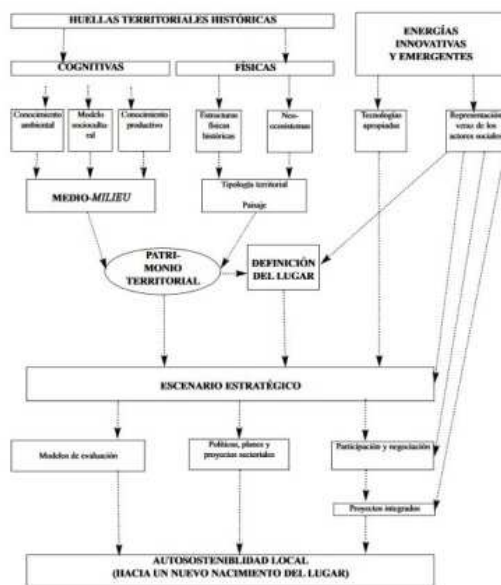 HUELLAS TERRITORIALES HISTÓRICAS
ENERGÍAS
INNOVATIVAS
Y EMERGENTES
COGNITIVAS
FÍSICAS
Conocimiento
ambiental
Modelo
sociocultu-
ral
Conocimiento
productivo
Estructuras
físicas
históricas
Neo-
ecosistemas
Tecnologías
apropiadas
Representación
veraz de los
actores sociales
MEDIO-MILIEU
Tipología territorial
Paisaje
PATRI-
MONIO
TERRITORIAL
DEFINICIÓN
DEL LUGAR
ESCENARIO ESTRATÉGICO
Modelos de evaluación
Políticas, planes y
proyectos sectoriales
Participación y negociación
Proyectos integrados
AUTOSOSTENIBLIDAD LOCAL
(HACIA UN NUEVO NACIMIENTO DEL LUGAR)